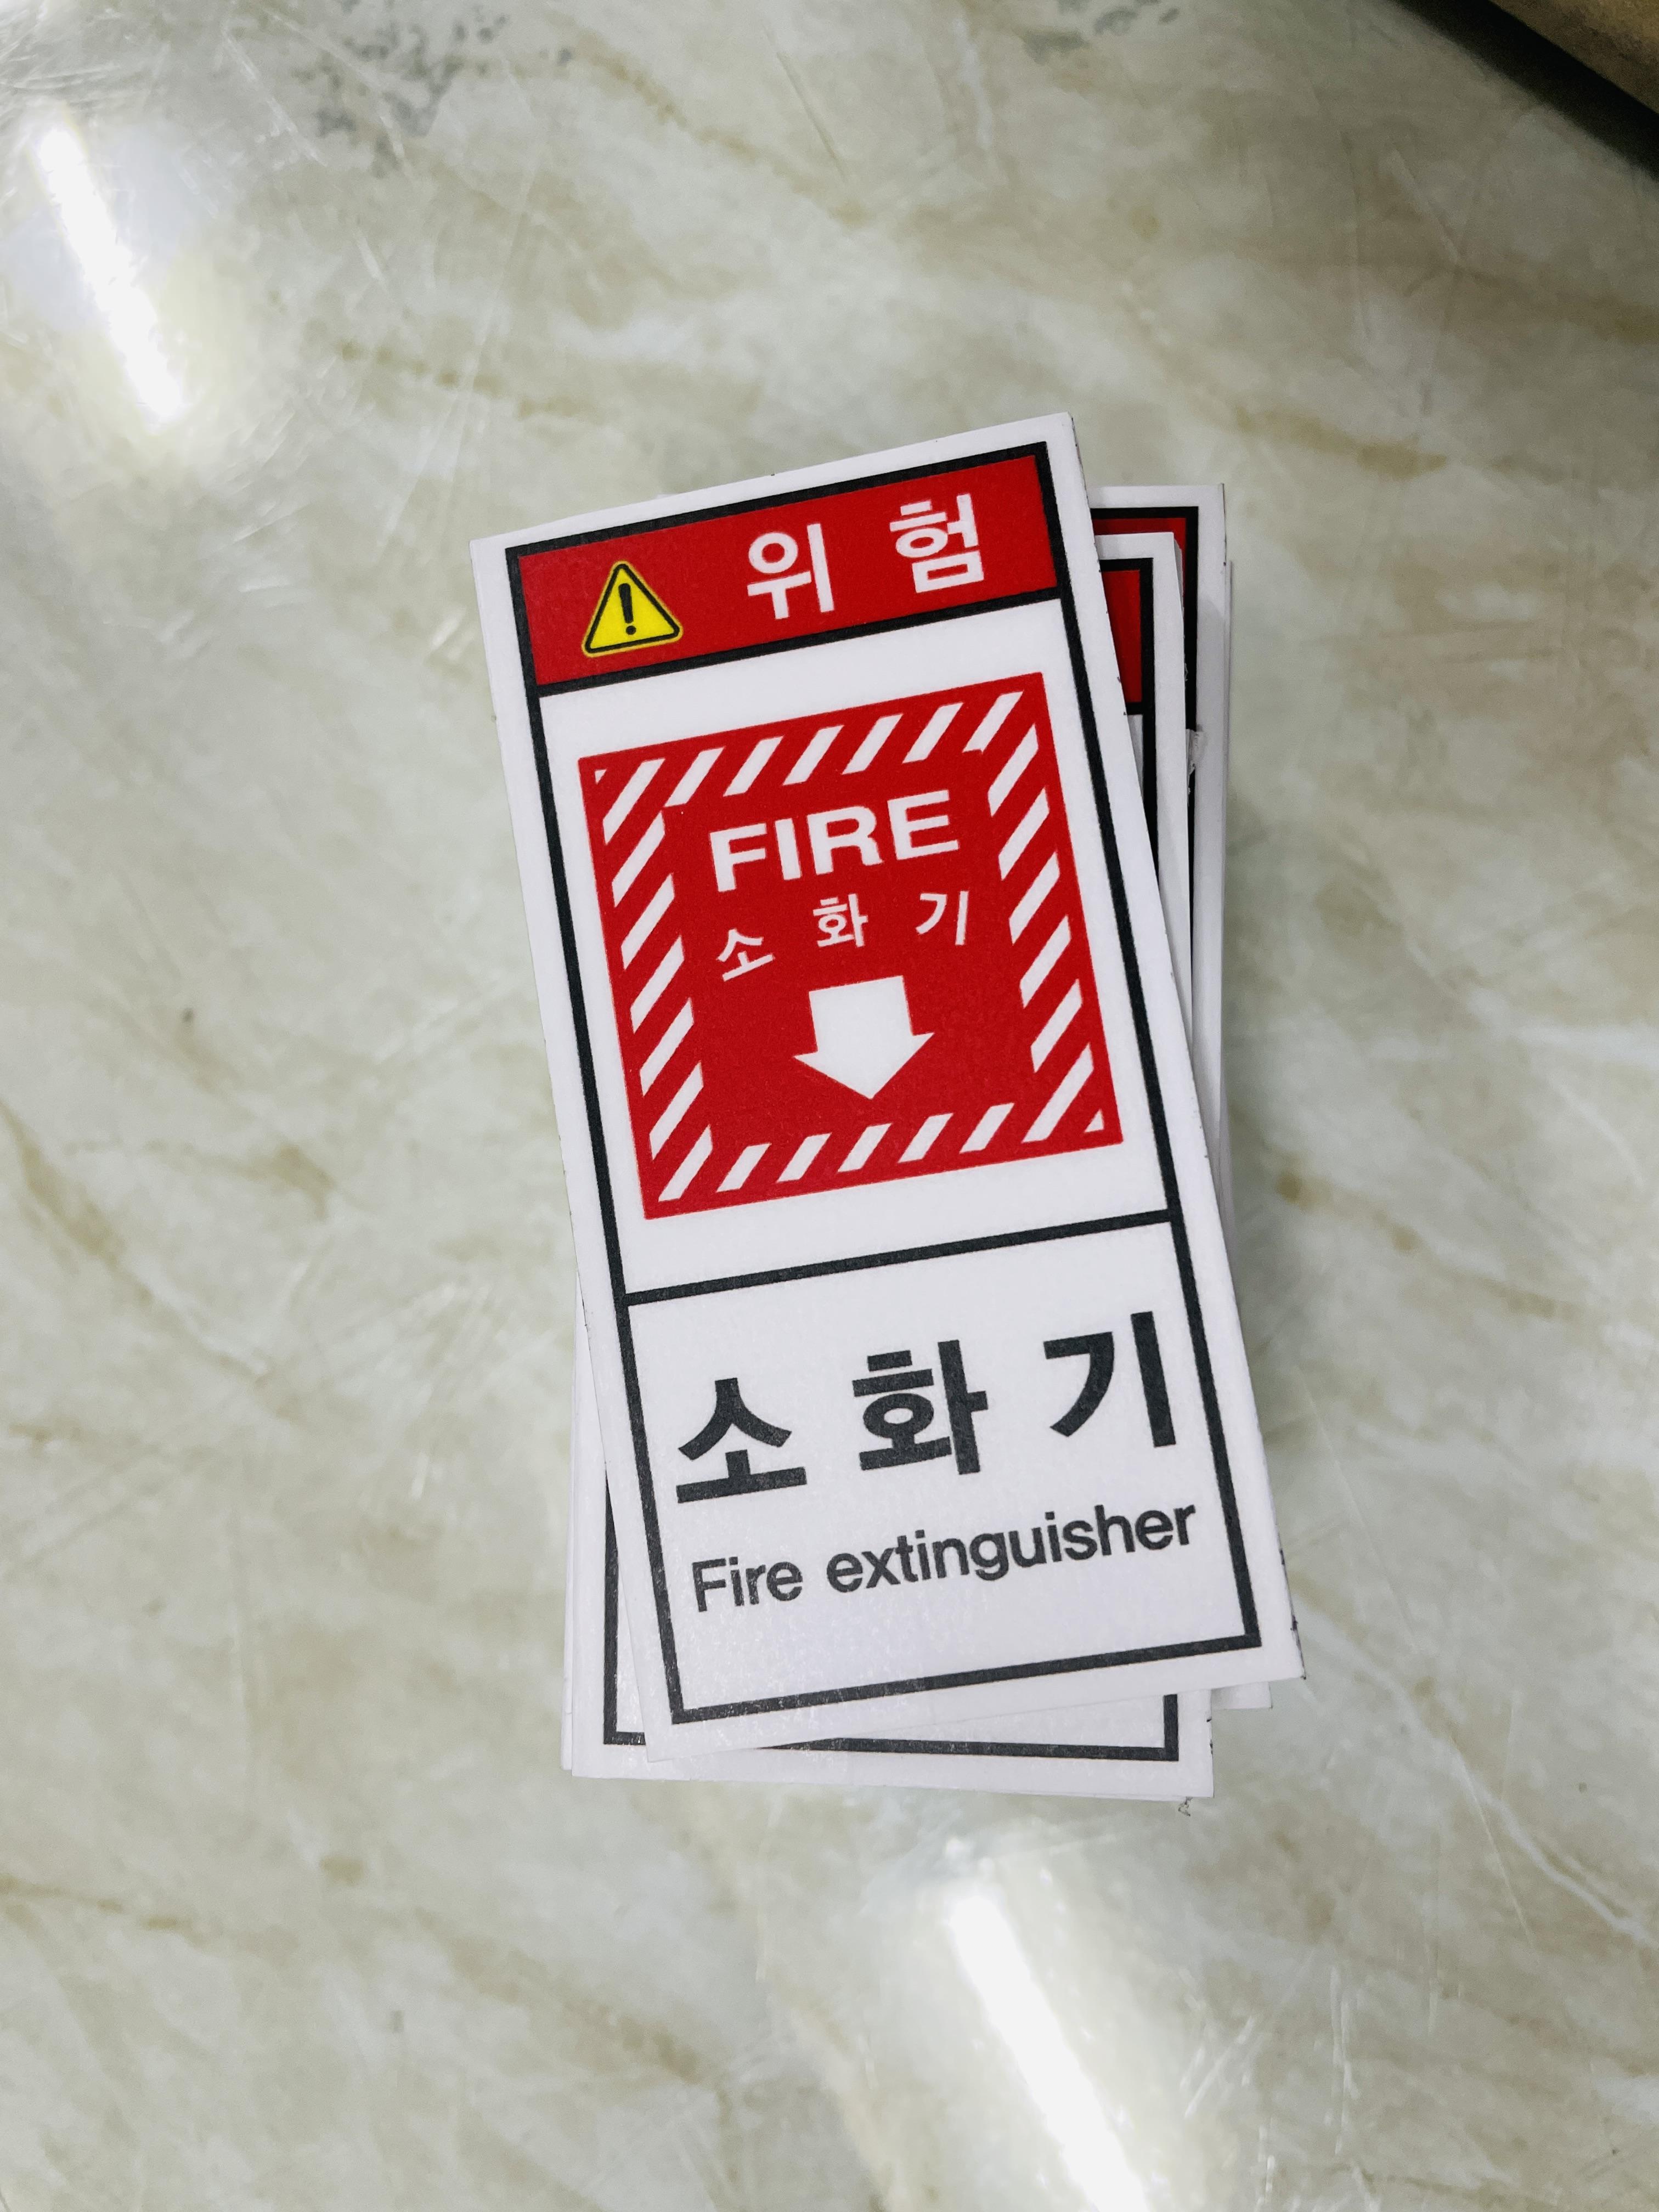 위 험
FIRE
소 화 기
소 화 기
Fire extinguisher